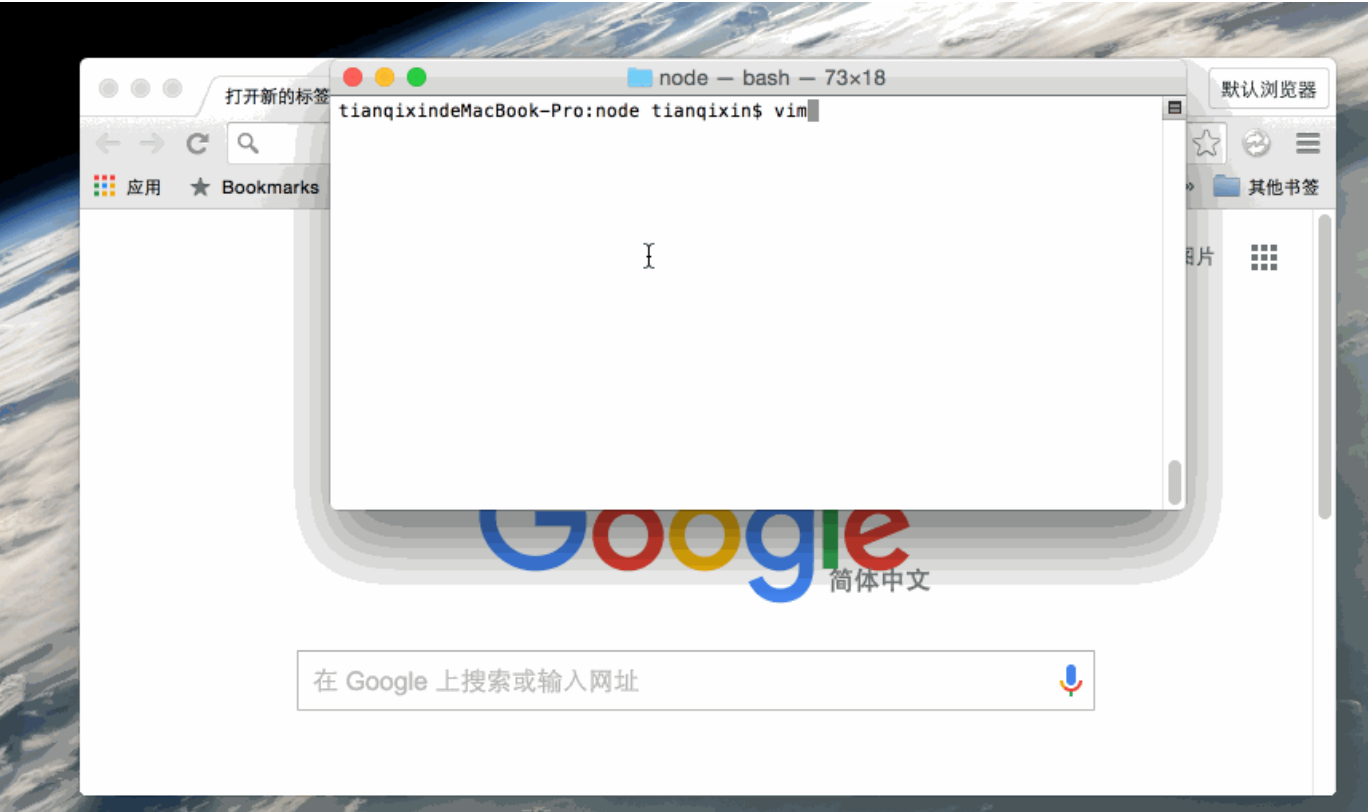 node — bash — 73×18
打开新的标签
默认浏览器
tianqixindeMacBook-Pro:node tianqixin$ vim
应用
Bookmarks
»
其他书签
图片
Google
简体中文
在 Google 上搜索或输入网址